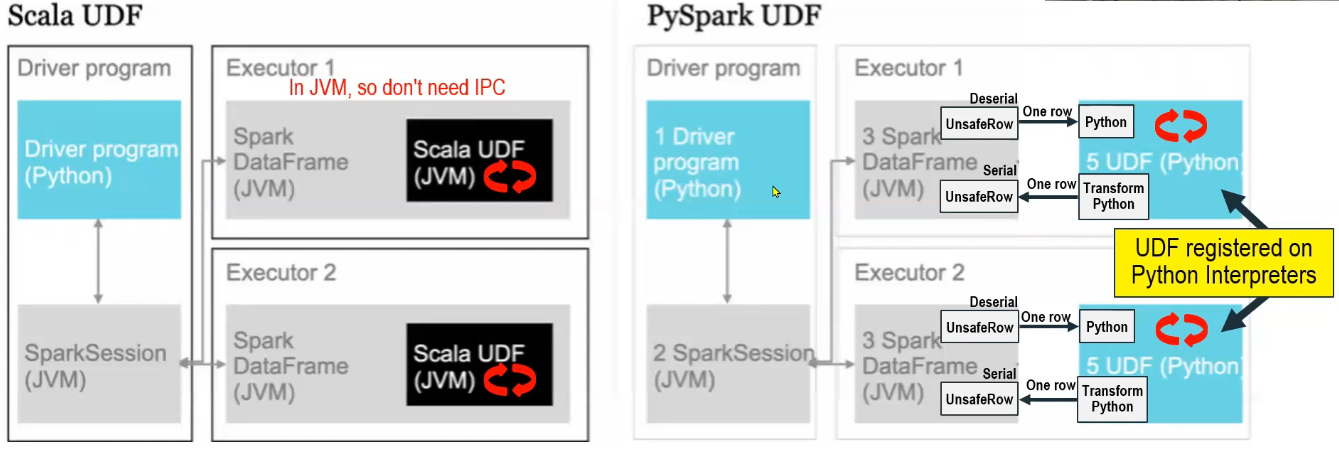 Scala UDF
Driver program
Driver program
(Python)
SparkSession
(JVM)
Executor 1
In JVM, so don't need IPC
Spark
DataFrame
(JVM)
Scala UDF
(JVM)
Executor 2
Spark
DataFrame
(JVM)
Scala UDF
(JVM)
PySpark UDF
Driver program
1 Driver
program
(Python)
2 SparkSession
(JVM)
Executor 1
3 Spark
DataFrame
(JVM)
Deserial
UnsafeRow
One row
Python
Serial
UnsafeRow
One row
Transform
Python
5 UDF (Python)
UDF registered on
Python Interpreters
Executor 2
3 Spark
DataFrame
(JVM)
Deserial
UnsafeRow
One row
Python
Serial
UnsafeRow
One row
Transform
Python
5 UDF (Python)